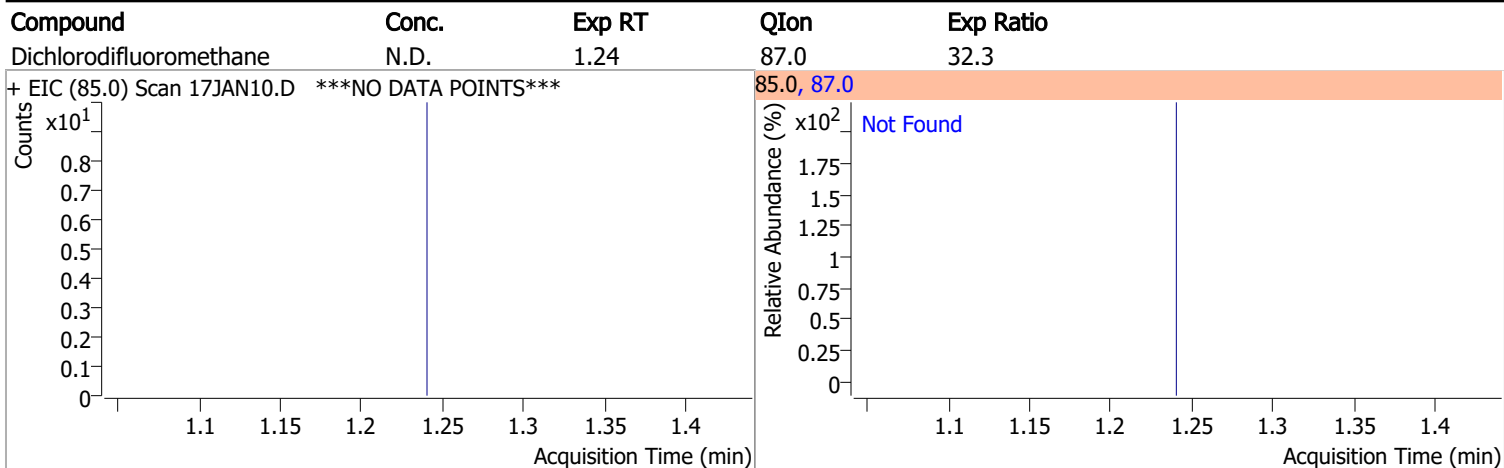 Compound Conc. Exp RT QIon Exp Ratio
Dichlorodifluoromethane N.D. 1.24 87.0 32.3
+ EIC (85.0) Scan 17JAN10.D ***NO DATA POINTS***
Counts
x10¹
0.8
0.7
0.6
0.5
0.4
0.3
0.2
0.1
0
1.1 1.15 1.2 1.25 1.3 1.35 1.4
Acquisition Time (min)
85.0, 87.0
Relative Abundance (%)
x10²
Not Found
1.75
1.5
1.25
1
0.75
0.5
0.25
0
1.1 1.15 1.2 1.25 1.3 1.35 1.4
Acquisition Time (min)